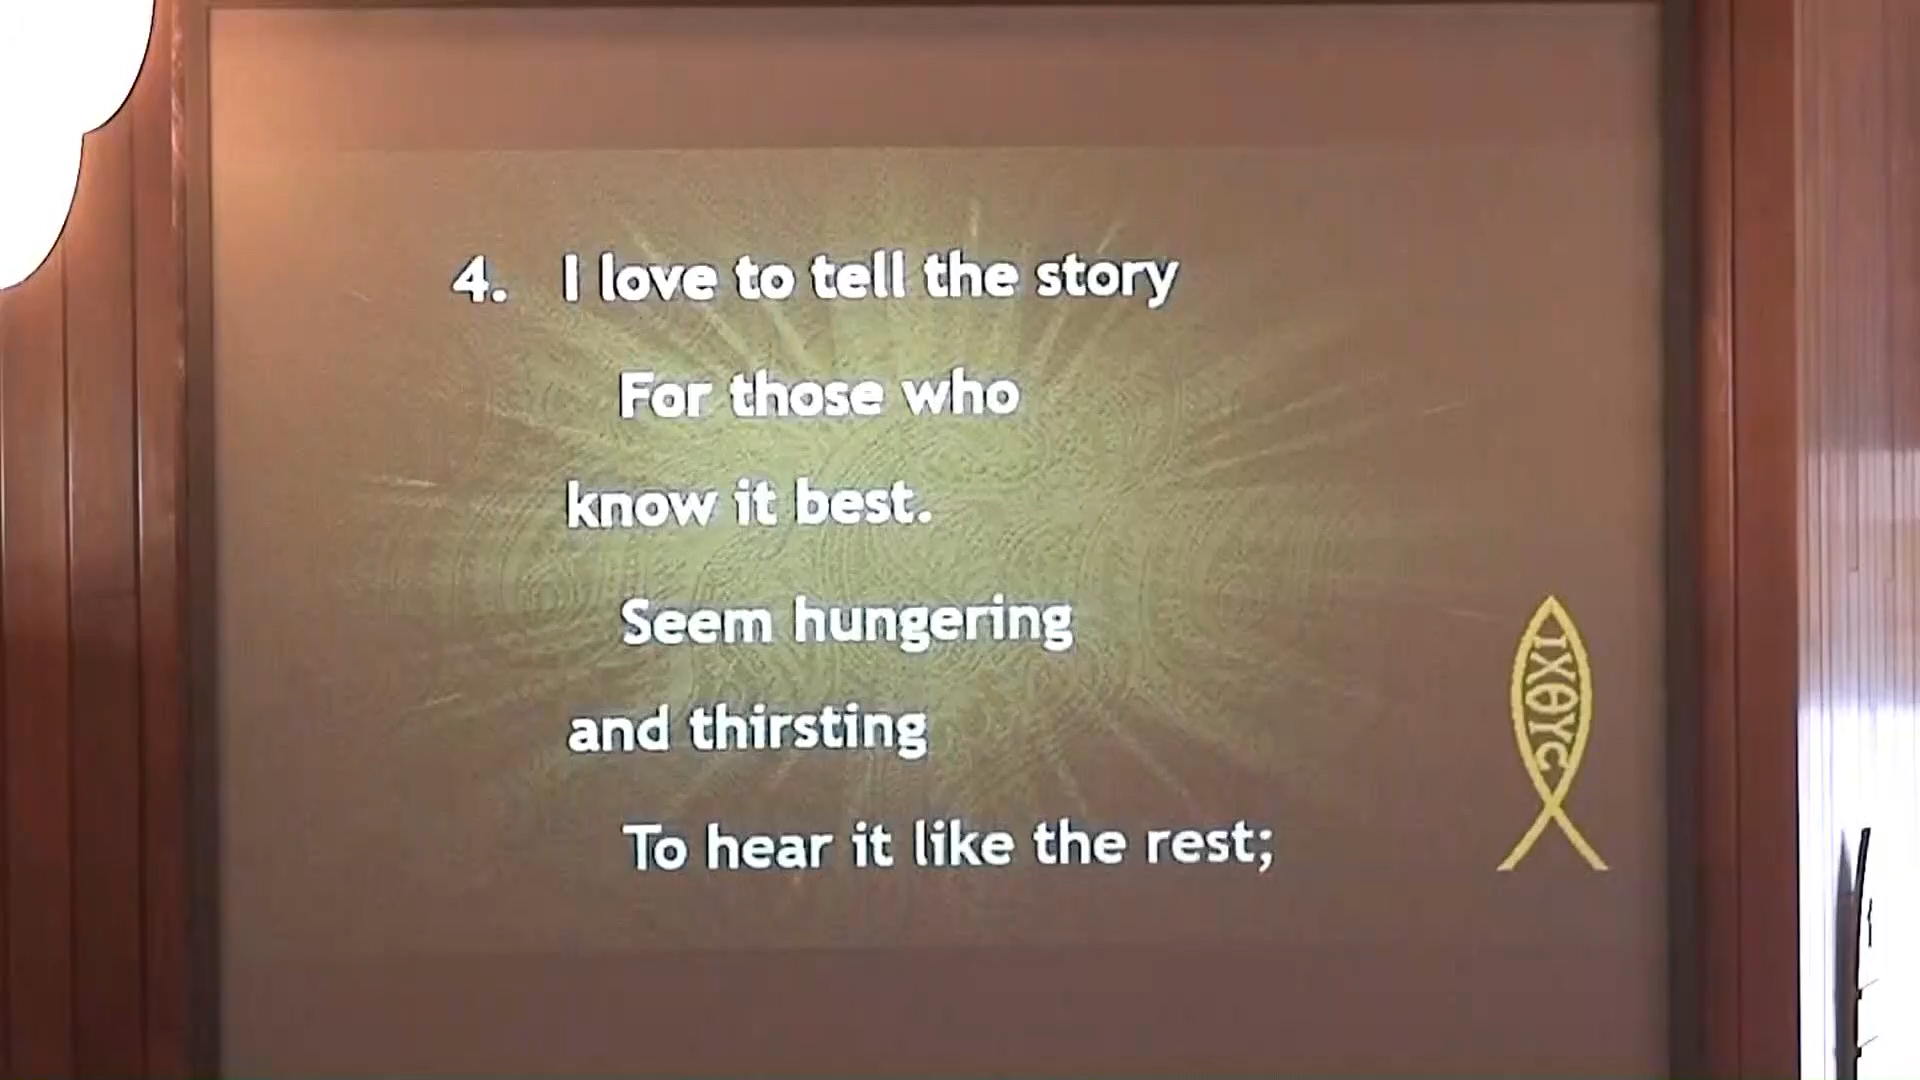 4. I love to tell the story
For those who
know it best.
Seem hungering
and thirsting
To hear it like the rest;
ΙΧΘΥϹ